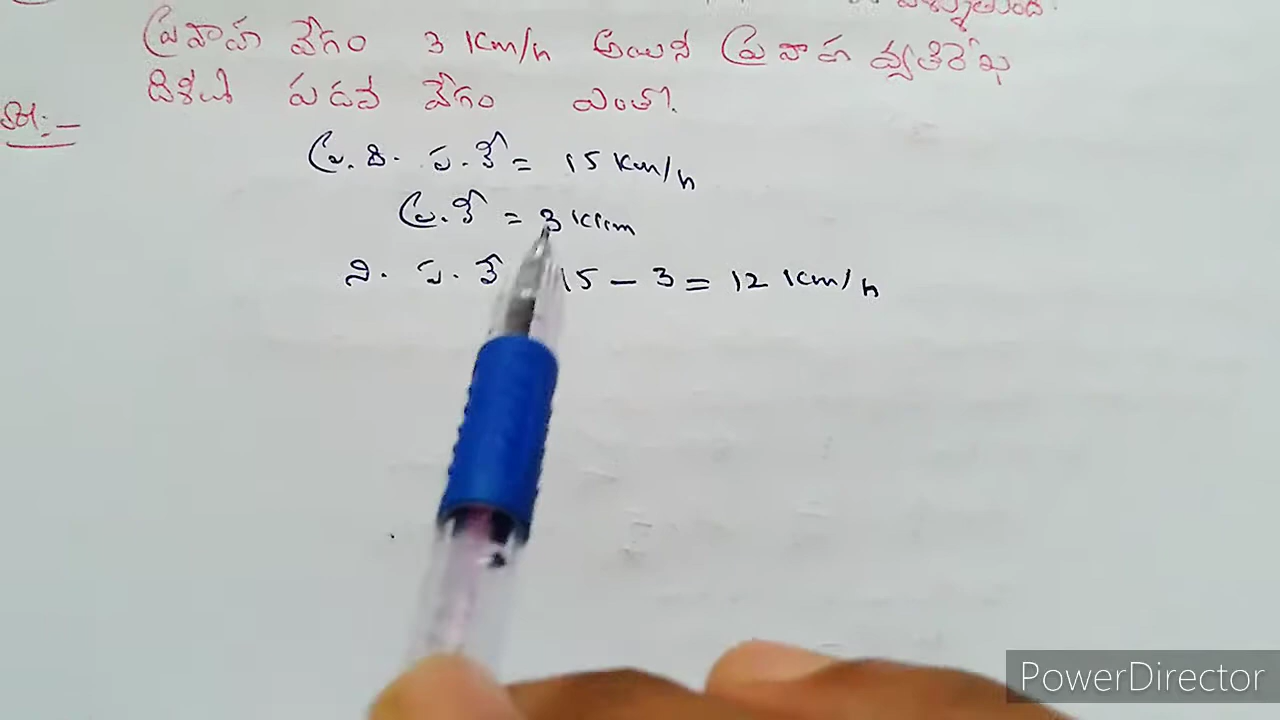 ప్రవాహ వేగం 3 Km/h అయిన ప్రవాహ వ్యతిరేఖ
దిశలో పడవ వేగం ఎంత?
సా:-
ప్ర. ది. ప. వే = 15 Km/h
ప్ర. వే = 3 Km
ని. ప. వే 15 - 3 = 12 Km/h
PowerDirector